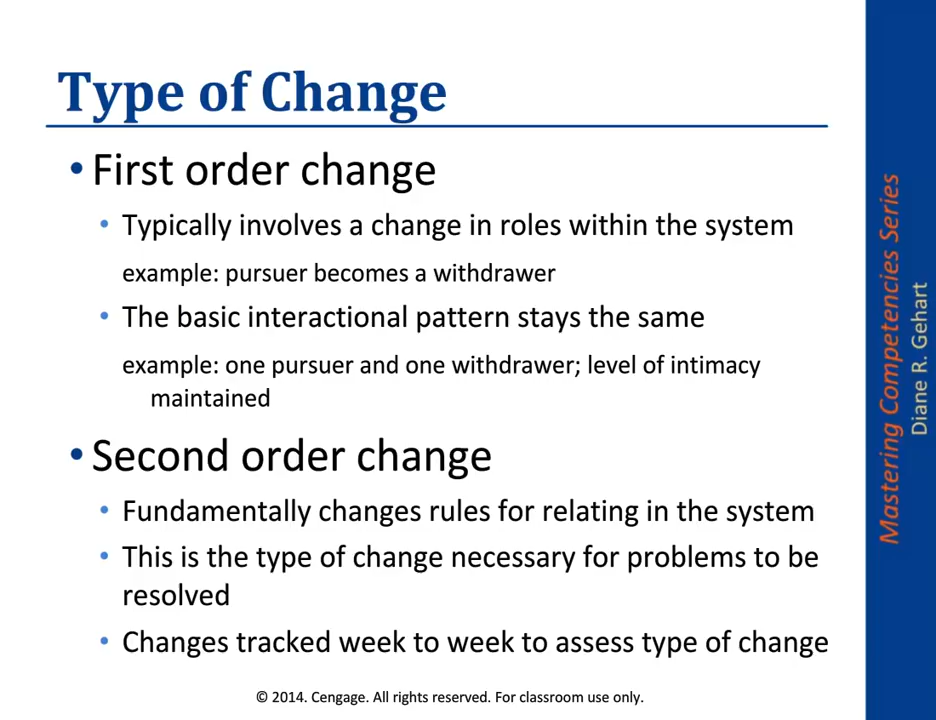 Type of Change
• First order change
• Typically involves a change in roles within the system
example: pursuer becomes a withdrawer
• The basic interactional pattern stays the same
example: one pursuer and one withdrawer; level of intimacy
maintained
• Second order change
• Fundamentally changes rules for relating in the system
• This is the type of change necessary for problems to be
resolved
• Changes tracked week to week to assess type of change
© 2014. Cengage. All rights reserved. For classroom use only.
Mastering Competencies Series
Diane R. Gehart